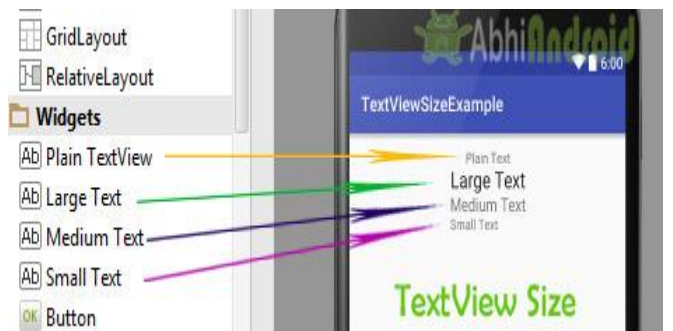 GridLayout
RelativeLayout
Widgets
Ab Plain TextView
Ab Large Text
Ab Medium Text
Ab Small Text
OK Button
AbhiAndroid
6:00
TextViewSizeExample
Plain Text
Large Text
Medium Text
Small Text
TextView Size